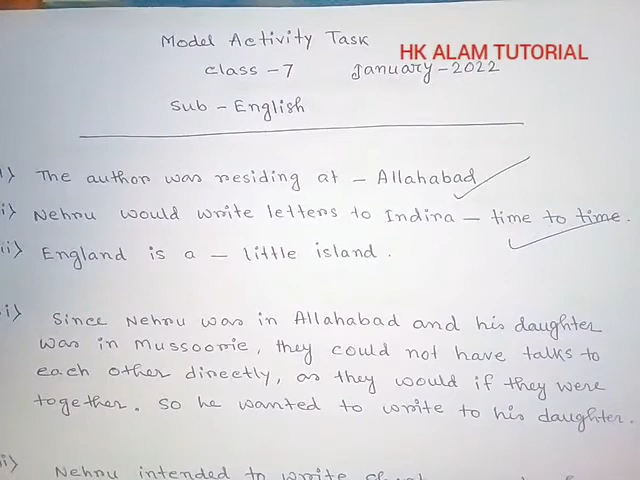 Model Activity Task
HK ALAM TUTORIAL
Class - 7 January - 2022
Sub - English
i) The author was residing at - Allahabad
i) Nehru would write letters to Indira - time to time.
ii) England is a - little island.
i) Since Nehru was in Allahabad and his daughter
was in Mussoorie, they could not have talks to
each other directly, as they would if they were
together. So he wanted to write to his daughter.
ii) Nehru intended to write